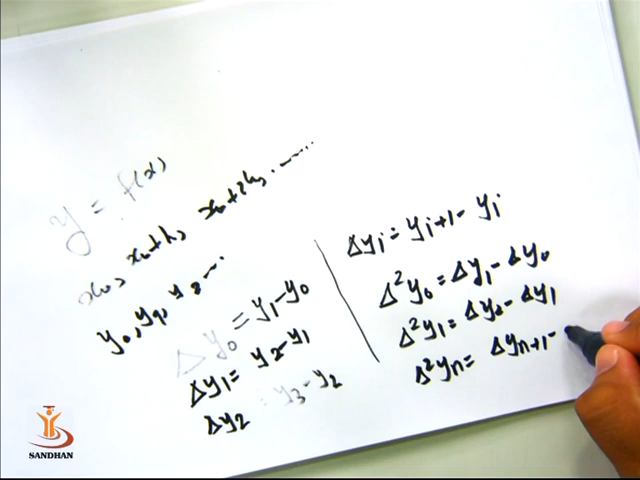 y = f(x)
x₀, x₀+h, x₀+2h, ......
y₀, y₁, y₂ ...
Δy₀ = y₁-y₀
Δy₁ = y₂-y₁
Δy₂ = y₃-y₂
Δyi = yi+1 - yi
Δ²y₀ = Δy₁ - Δy₀
Δ²y₁ = Δy₂ - Δy₁
Δ²yn = Δyn+1 -
SANDHAN